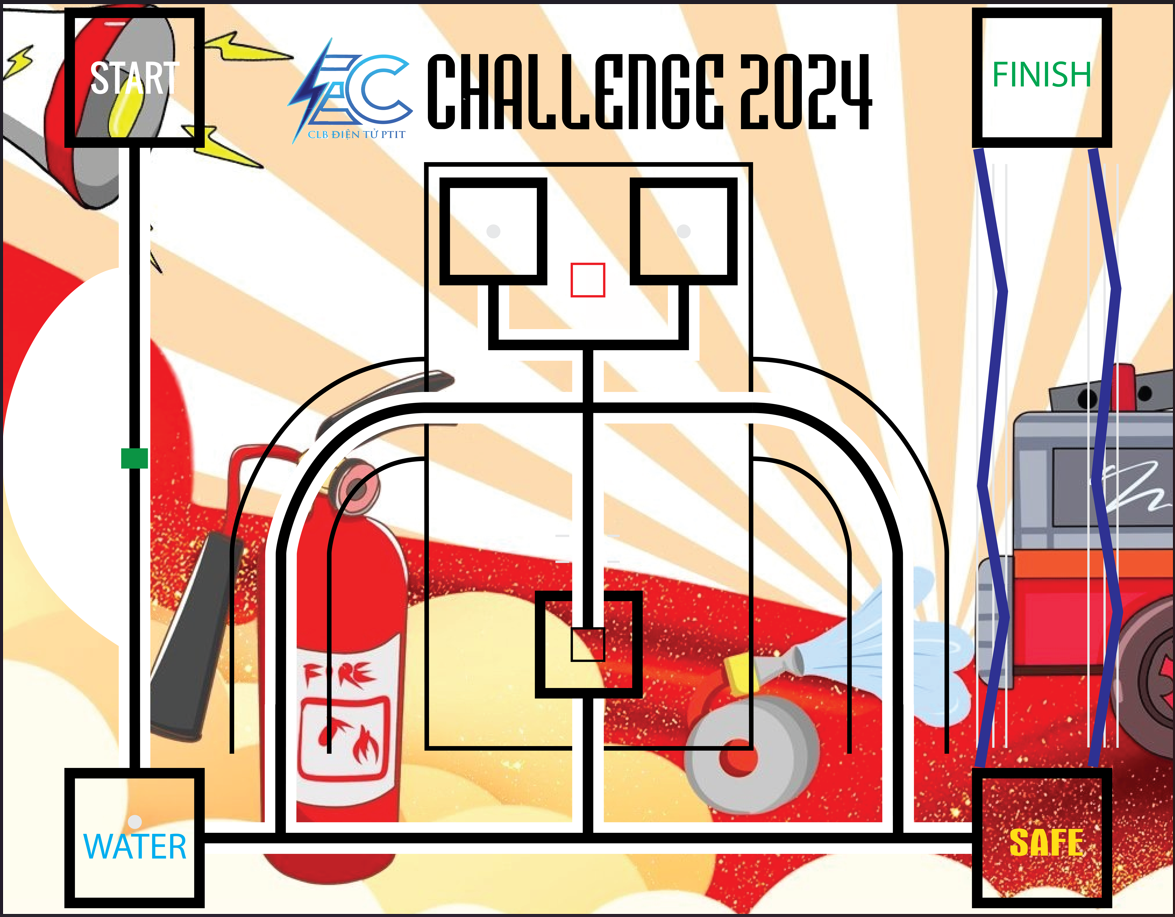 START
EC CHALLENGE 2024
CLB ĐIỆN TỬ PTIT
FINISH
FIRE
WATER
SAFE